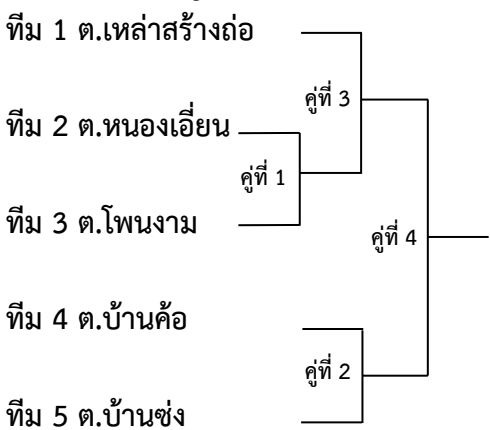 ทีม 1 ต.เหล่าสร้างถ่อ
คู่ที่ 3
ทีม 2 ต.หนองเอี่ยน
คู่ที่ 1
ทีม 3 ต.โพนงาม
คู่ที่ 4
ทีม 4 ต.บ้านค้อ
คู่ที่ 2
ทีม 5 ต.บ้านซ่ง